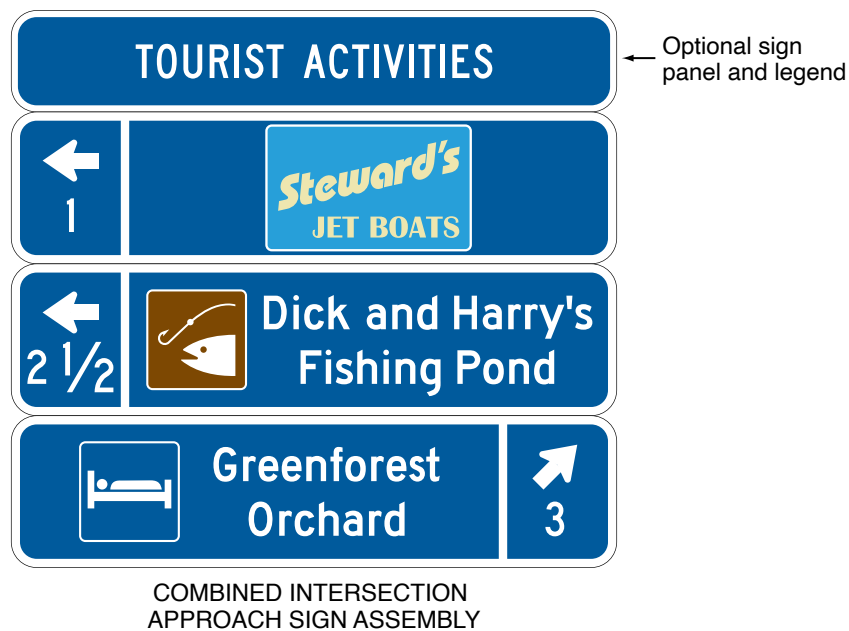 TOURIST ACTIVITIES
Optional sign
panel and legend
1
Steward's
JET BOATS
2 1/2
Dick and Harry's
Fishing Pond
Greenforest
Orchard
3
COMBINED INTERSECTION
APPROACH SIGN ASSEMBLY